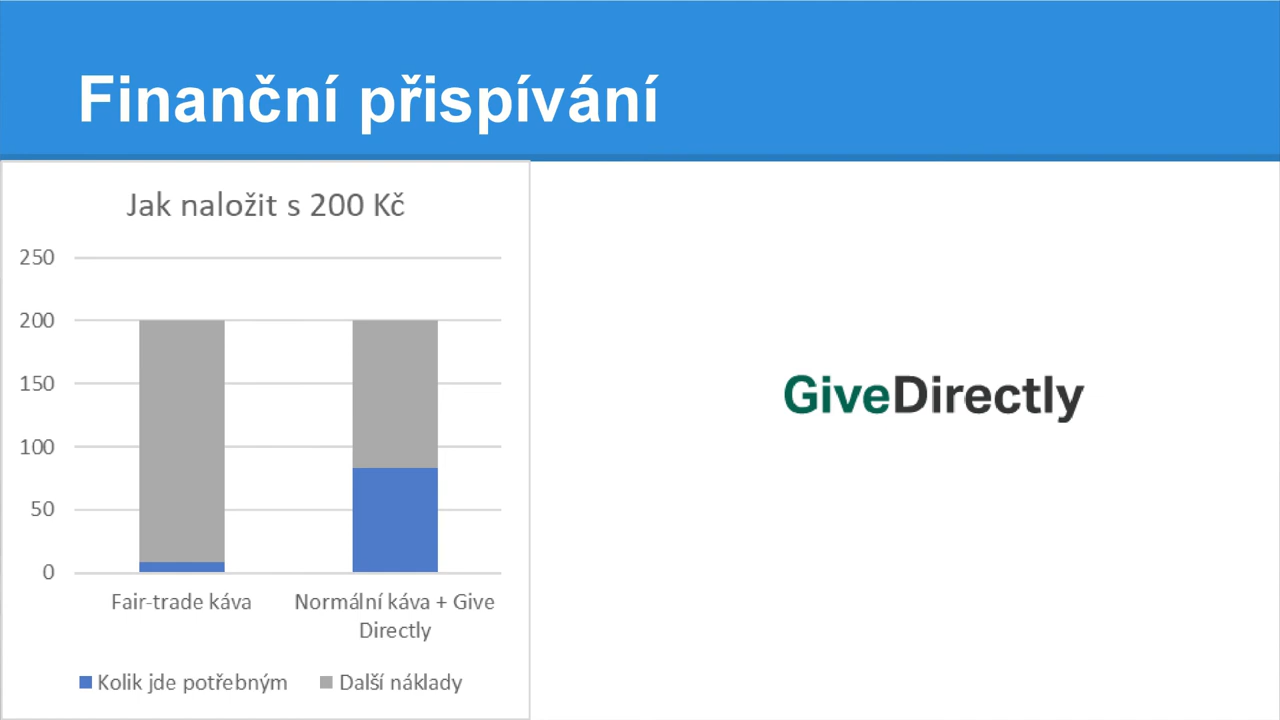 Finanční přispívání
Jak naložit s 200 Kč
250
200
150
100
50
0
Fair-trade káva
Normální káva + Give
Directly
Kolik jde potřebným
Další náklady
GiveDirectly